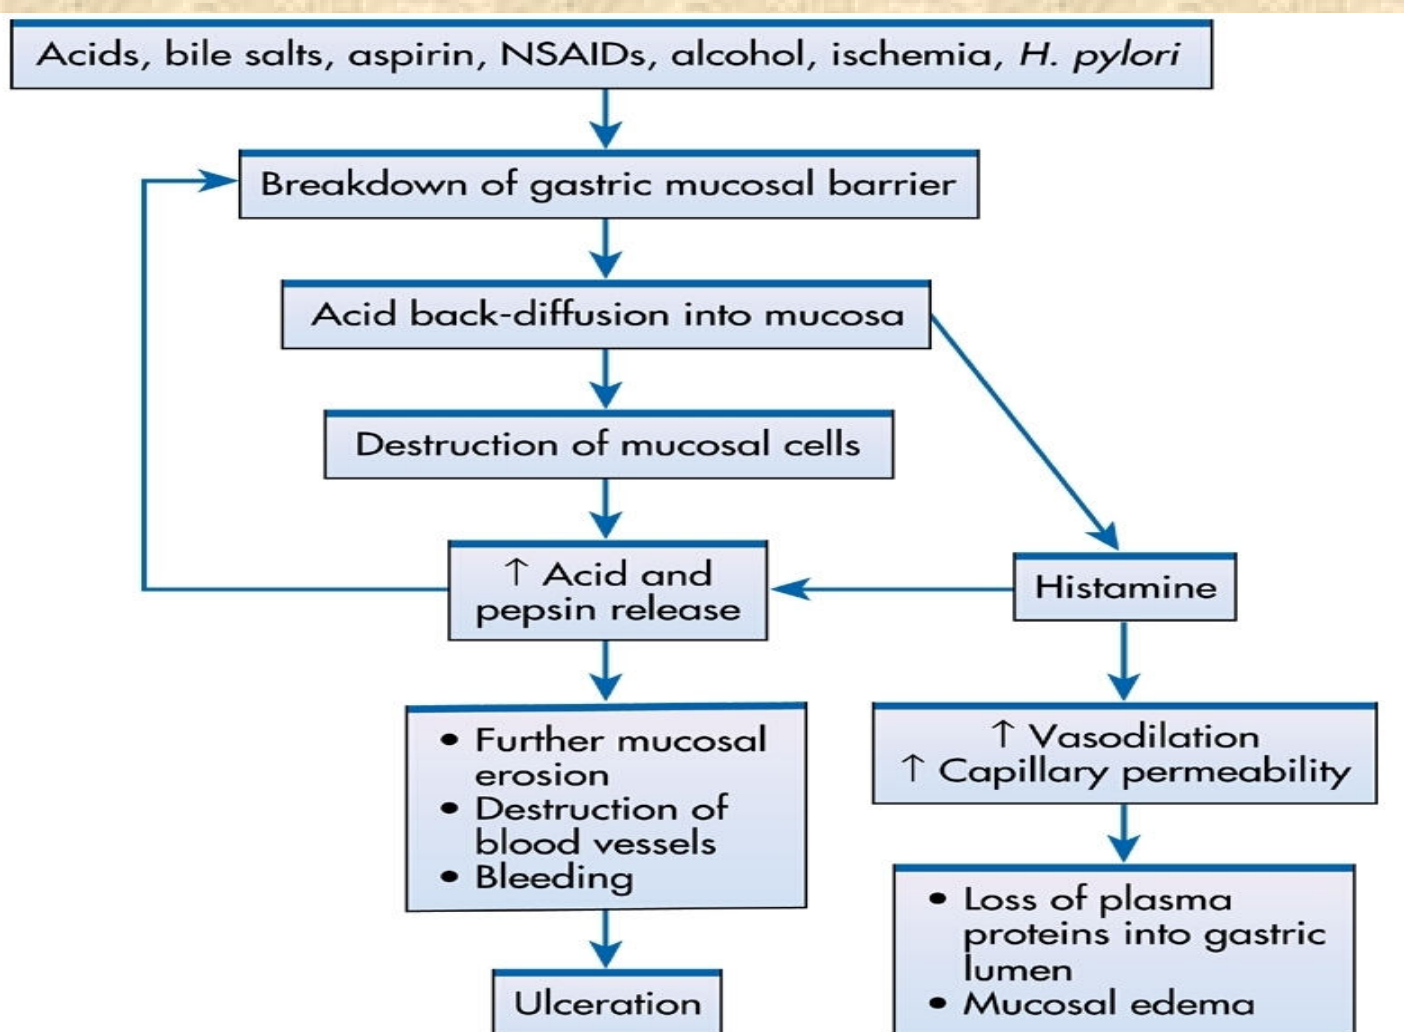 Acids, bile salts, aspirin, NSAIDs, alcohol, ischemia, H. pylori
Breakdown of gastric mucosal barrier
Acid back-diffusion into mucosa
Destruction of mucosal cells
↑ Acid and
pepsin release
Histamine
• Further mucosal
erosion
• Destruction of
blood vessels
• Bleeding
↑ Vasodilation
↑ Capillary permeability
• Loss of plasma
proteins into gastric
lumen
• Mucosal edema
Ulceration